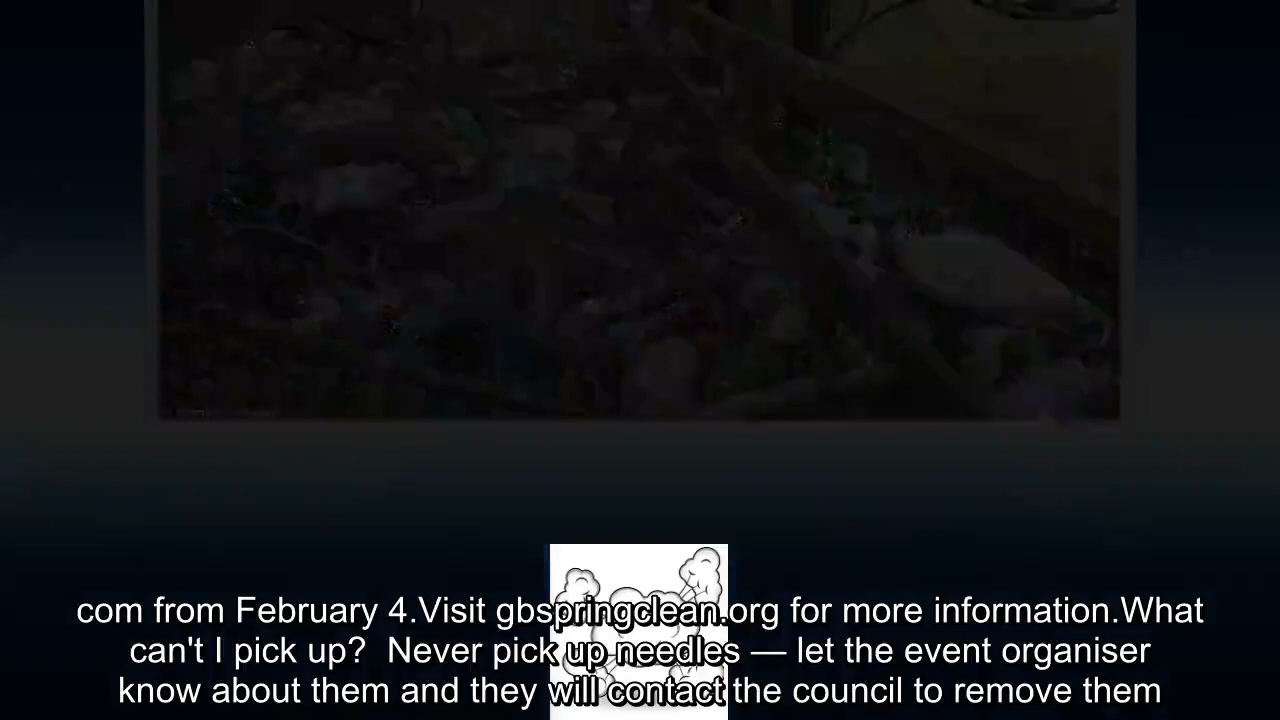 com from February 4.Visit gbspringclean.org for more information.What
can't I pick up?  Never pick up needles — let the event organiser
know about them and they will contact the council to remove them